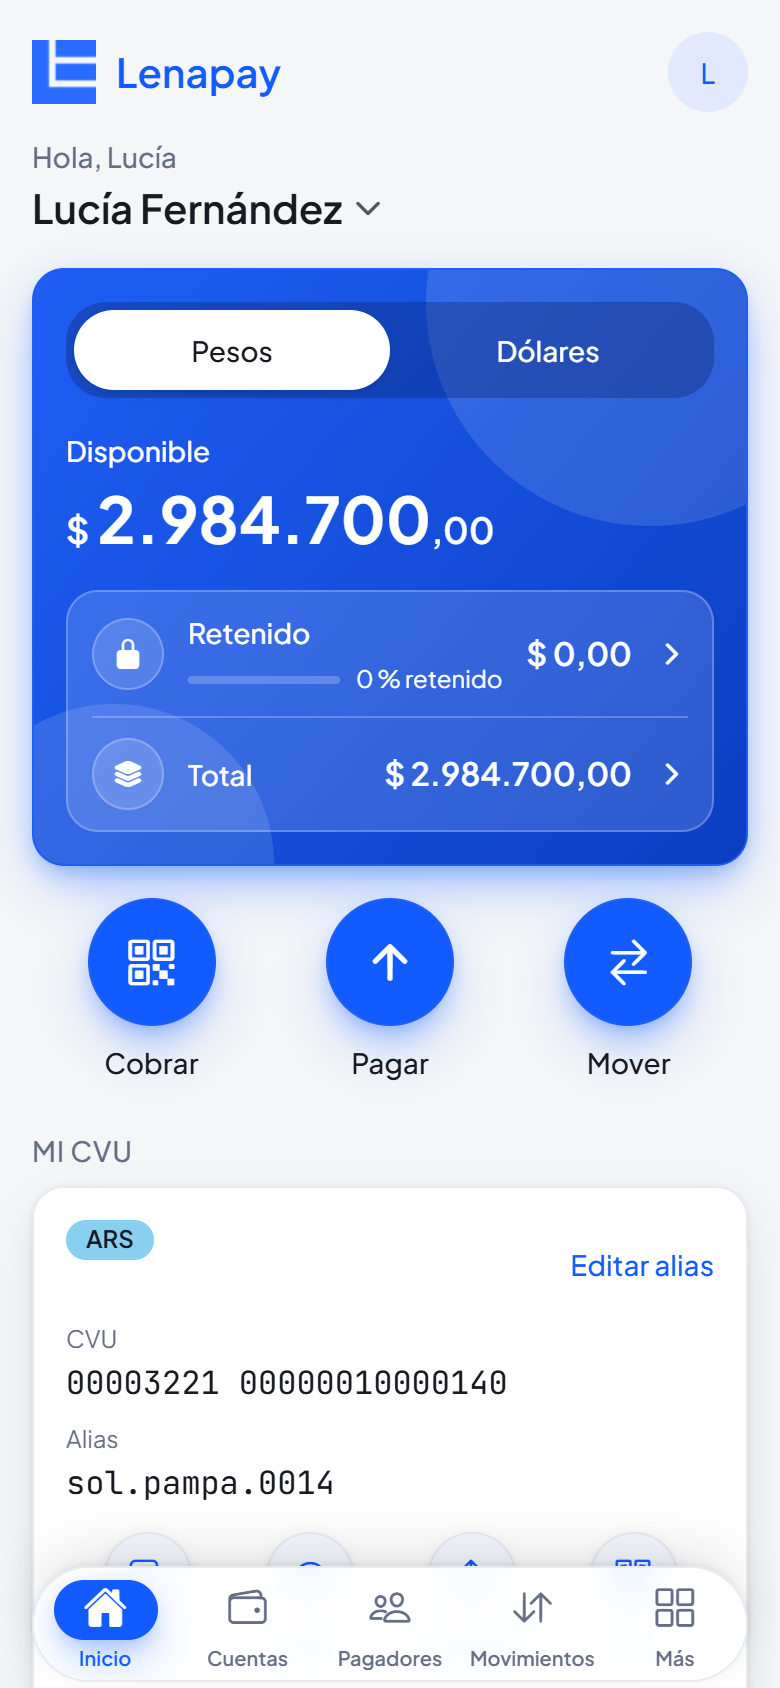 Lenapay
L
Hola, Lucía
Lucía Fernández
Pesos
Dólares
Disponible
$ 2.984.700,00
Retenido
0 % retenido
$ 0,00
Total
$ 2.984.700,00
Cobrar
Pagar
Mover
MI CVU
ARS
Editar alias
CVU
00003221 00000010000140
Alias
sol.pampa.0014
Inicio
Cuentas
Pagadores
Movimientos
Más